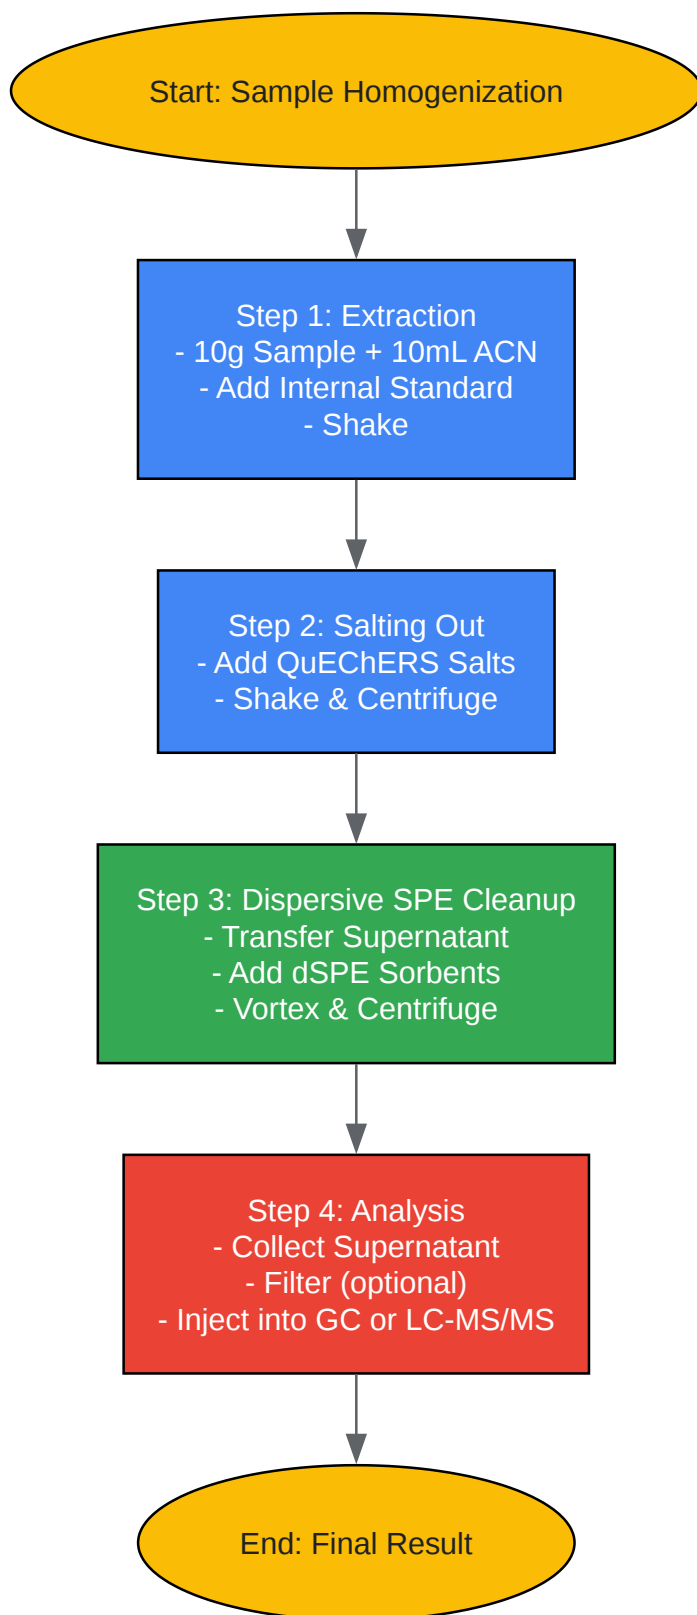 Start: Sample Homogenization
Step 1: Extraction
- 10g Sample + 10mL ACN
- Add Internal Standard
- Shake
Step 2: Salting Out
- Add QuEChERS Salts
- Shake & Centrifuge
Step 3: Dispersive SPE Cleanup
- Transfer Supernatant
- Add dSPE Sorbents
- Vortex & Centrifuge
Step 4: Analysis
- Collect Supernatant
- Filter (optional)
- Inject into GC or LC-MS/MS
End: Final Result